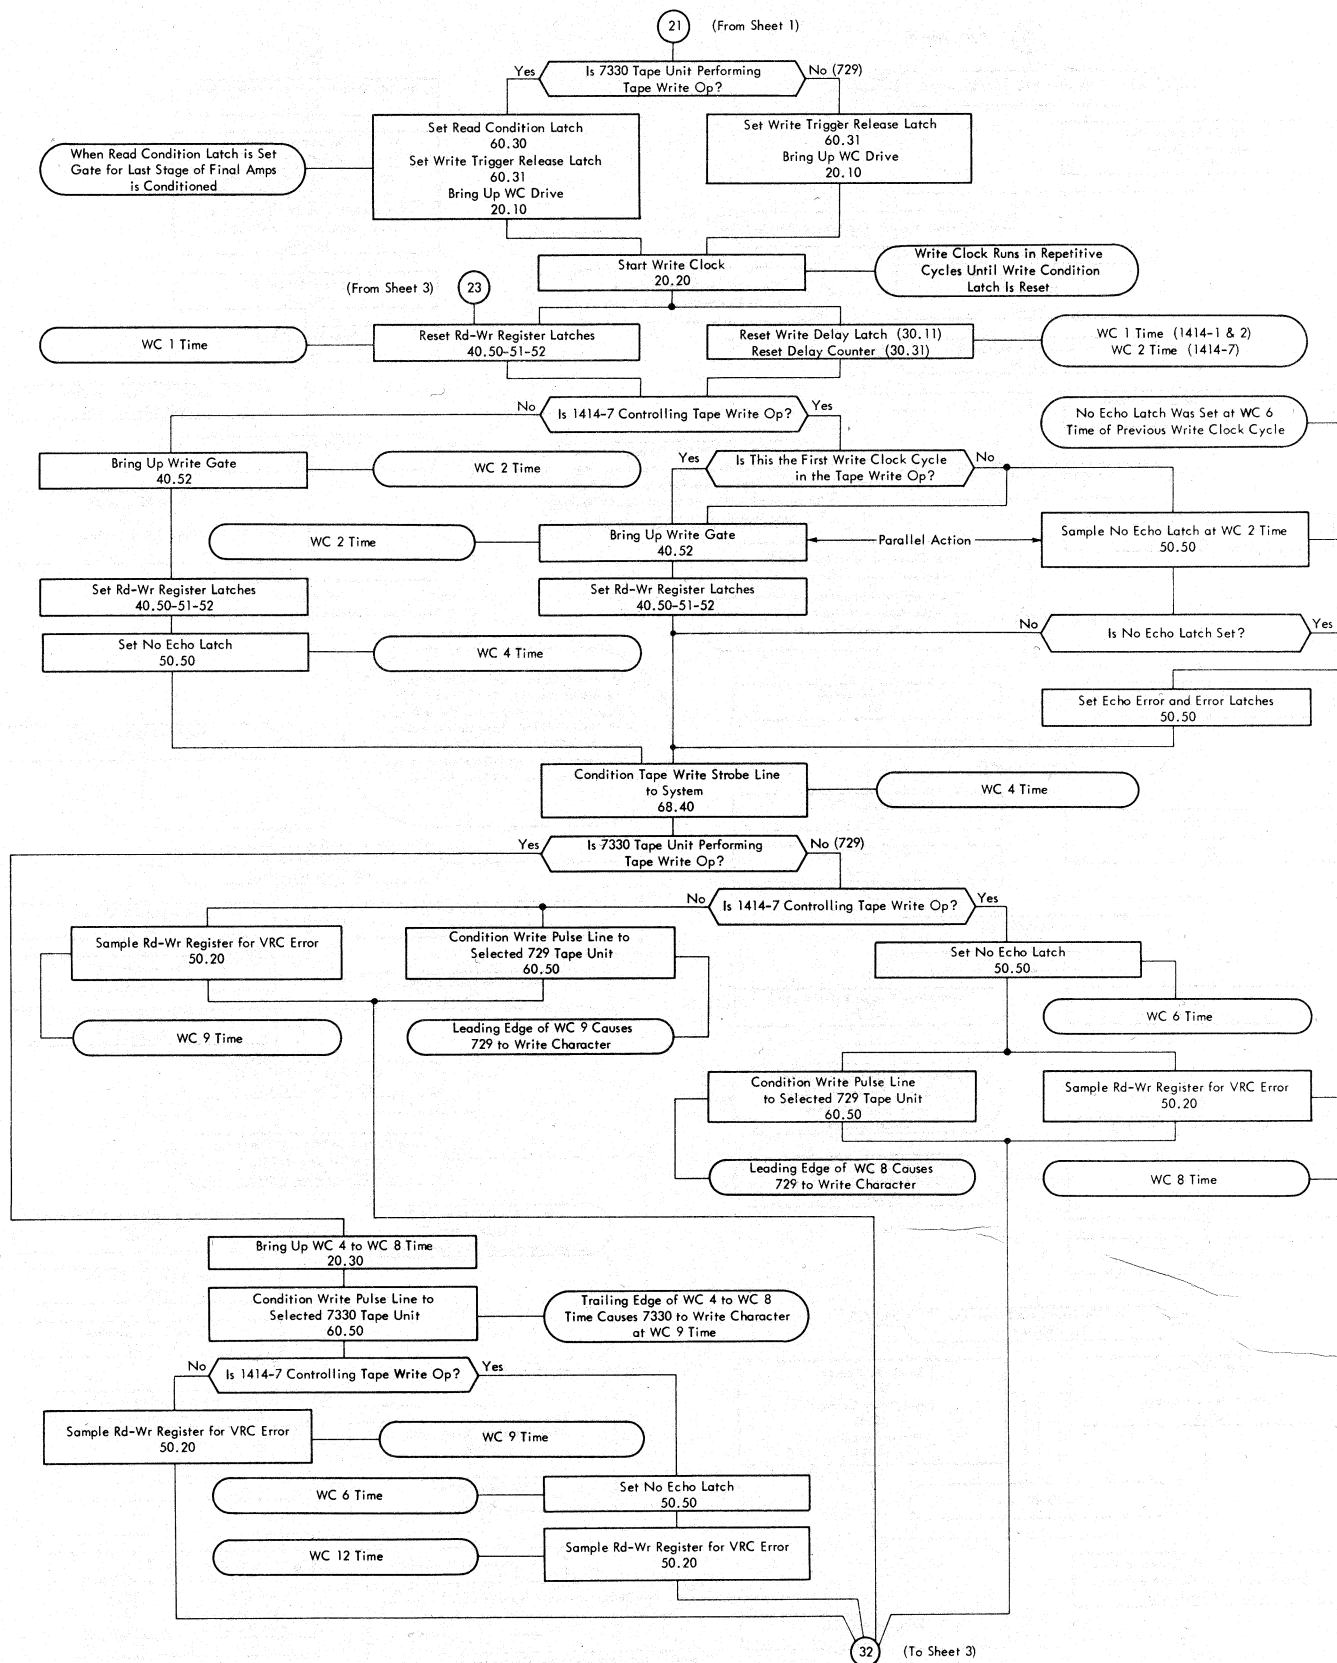 21 (From Sheet 1)
Yes
Is 7330 Tape Unit Performing
Tape Write Op?
No (729)
Set Read Condition Latch
60.30
Set Write Trigger Release Latch
60.31
Bring Up WC Drive
20.10
Set Write Trigger Release Latch
60.31
Bring Up WC Drive
20.10
When Read Condition Latch is Set
Gate for Last Stage of Final Amps
is Conditioned
Start Write Clock
20.20
Write Clock Runs in Repetitive
Cycles Until Write Condition
Latch Is Reset
(From Sheet 3) 23
WC 1 Time
Reset Rd-Wr Register Latches
40.50-51-52
Reset Write Delay Latch (30.11)
Reset Delay Counter (30.31)
WC 1 Time (1414-1 & 2)
WC 2 Time (1414-7)
No
Is 1414-7 Controlling Tape Write Op?
Yes
No Echo Latch Was Set at WC 6
Time of Previous Write Clock Cycle
Bring Up Write Gate
40.52
WC 2 Time
Yes
Is This the First Write Clock Cycle
in the Tape Write Op?
No
WC 2 Time
Bring Up Write Gate
40.52
Parallel Action
Sample No Echo Latch at WC 2 Time
50.50
Set Rd-Wr Register Latches
40.50-51-52
Set Rd-Wr Register Latches
40.50-51-52
No
Is No Echo Latch Set?
Yes
Set No Echo Latch
50.50
WC 4 Time
Set Echo Error and Error Latches
50.50
Condition Tape Write Strobe Line
to System
68.40
WC 4 Time
Yes
Is 7330 Tape Unit Performing
Tape Write Op?
No (729)
No
Is 1414-7 Controlling Tape Write Op?
Yes
Sample Rd-Wr Register for VRC Error
50.20
Condition Write Pulse Line to
Selected 729 Tape Unit
60.50
Set No Echo Latch
50.50
WC 9 Time
Leading Edge of WC 9 Causes
729 to Write Character
WC 6 Time
Condition Write Pulse Line
to Selected 729 Tape Unit
60.50
Sample Rd-Wr Register for VRC Error
50.20
Leading Edge of WC 8 Causes
729 to Write Character
WC 8 Time
Bring Up WC 4 to WC 8 Time
20.30
Condition Write Pulse Line to
Selected 7330 Tape Unit
60.50
Trailing Edge of WC 4 to WC 8
Time Causes 7330 to Write Character
at WC 9 Time
No
Is 1414-7 Controlling Tape Write Op?
Yes
Sample Rd-Wr Register for VRC Error
50.20
WC 9 Time
WC 6 Time
Set No Echo Latch
50.50
WC 12 Time
Sample Rd-Wr Register for VRC Error
50.20
32 (To Sheet 3)